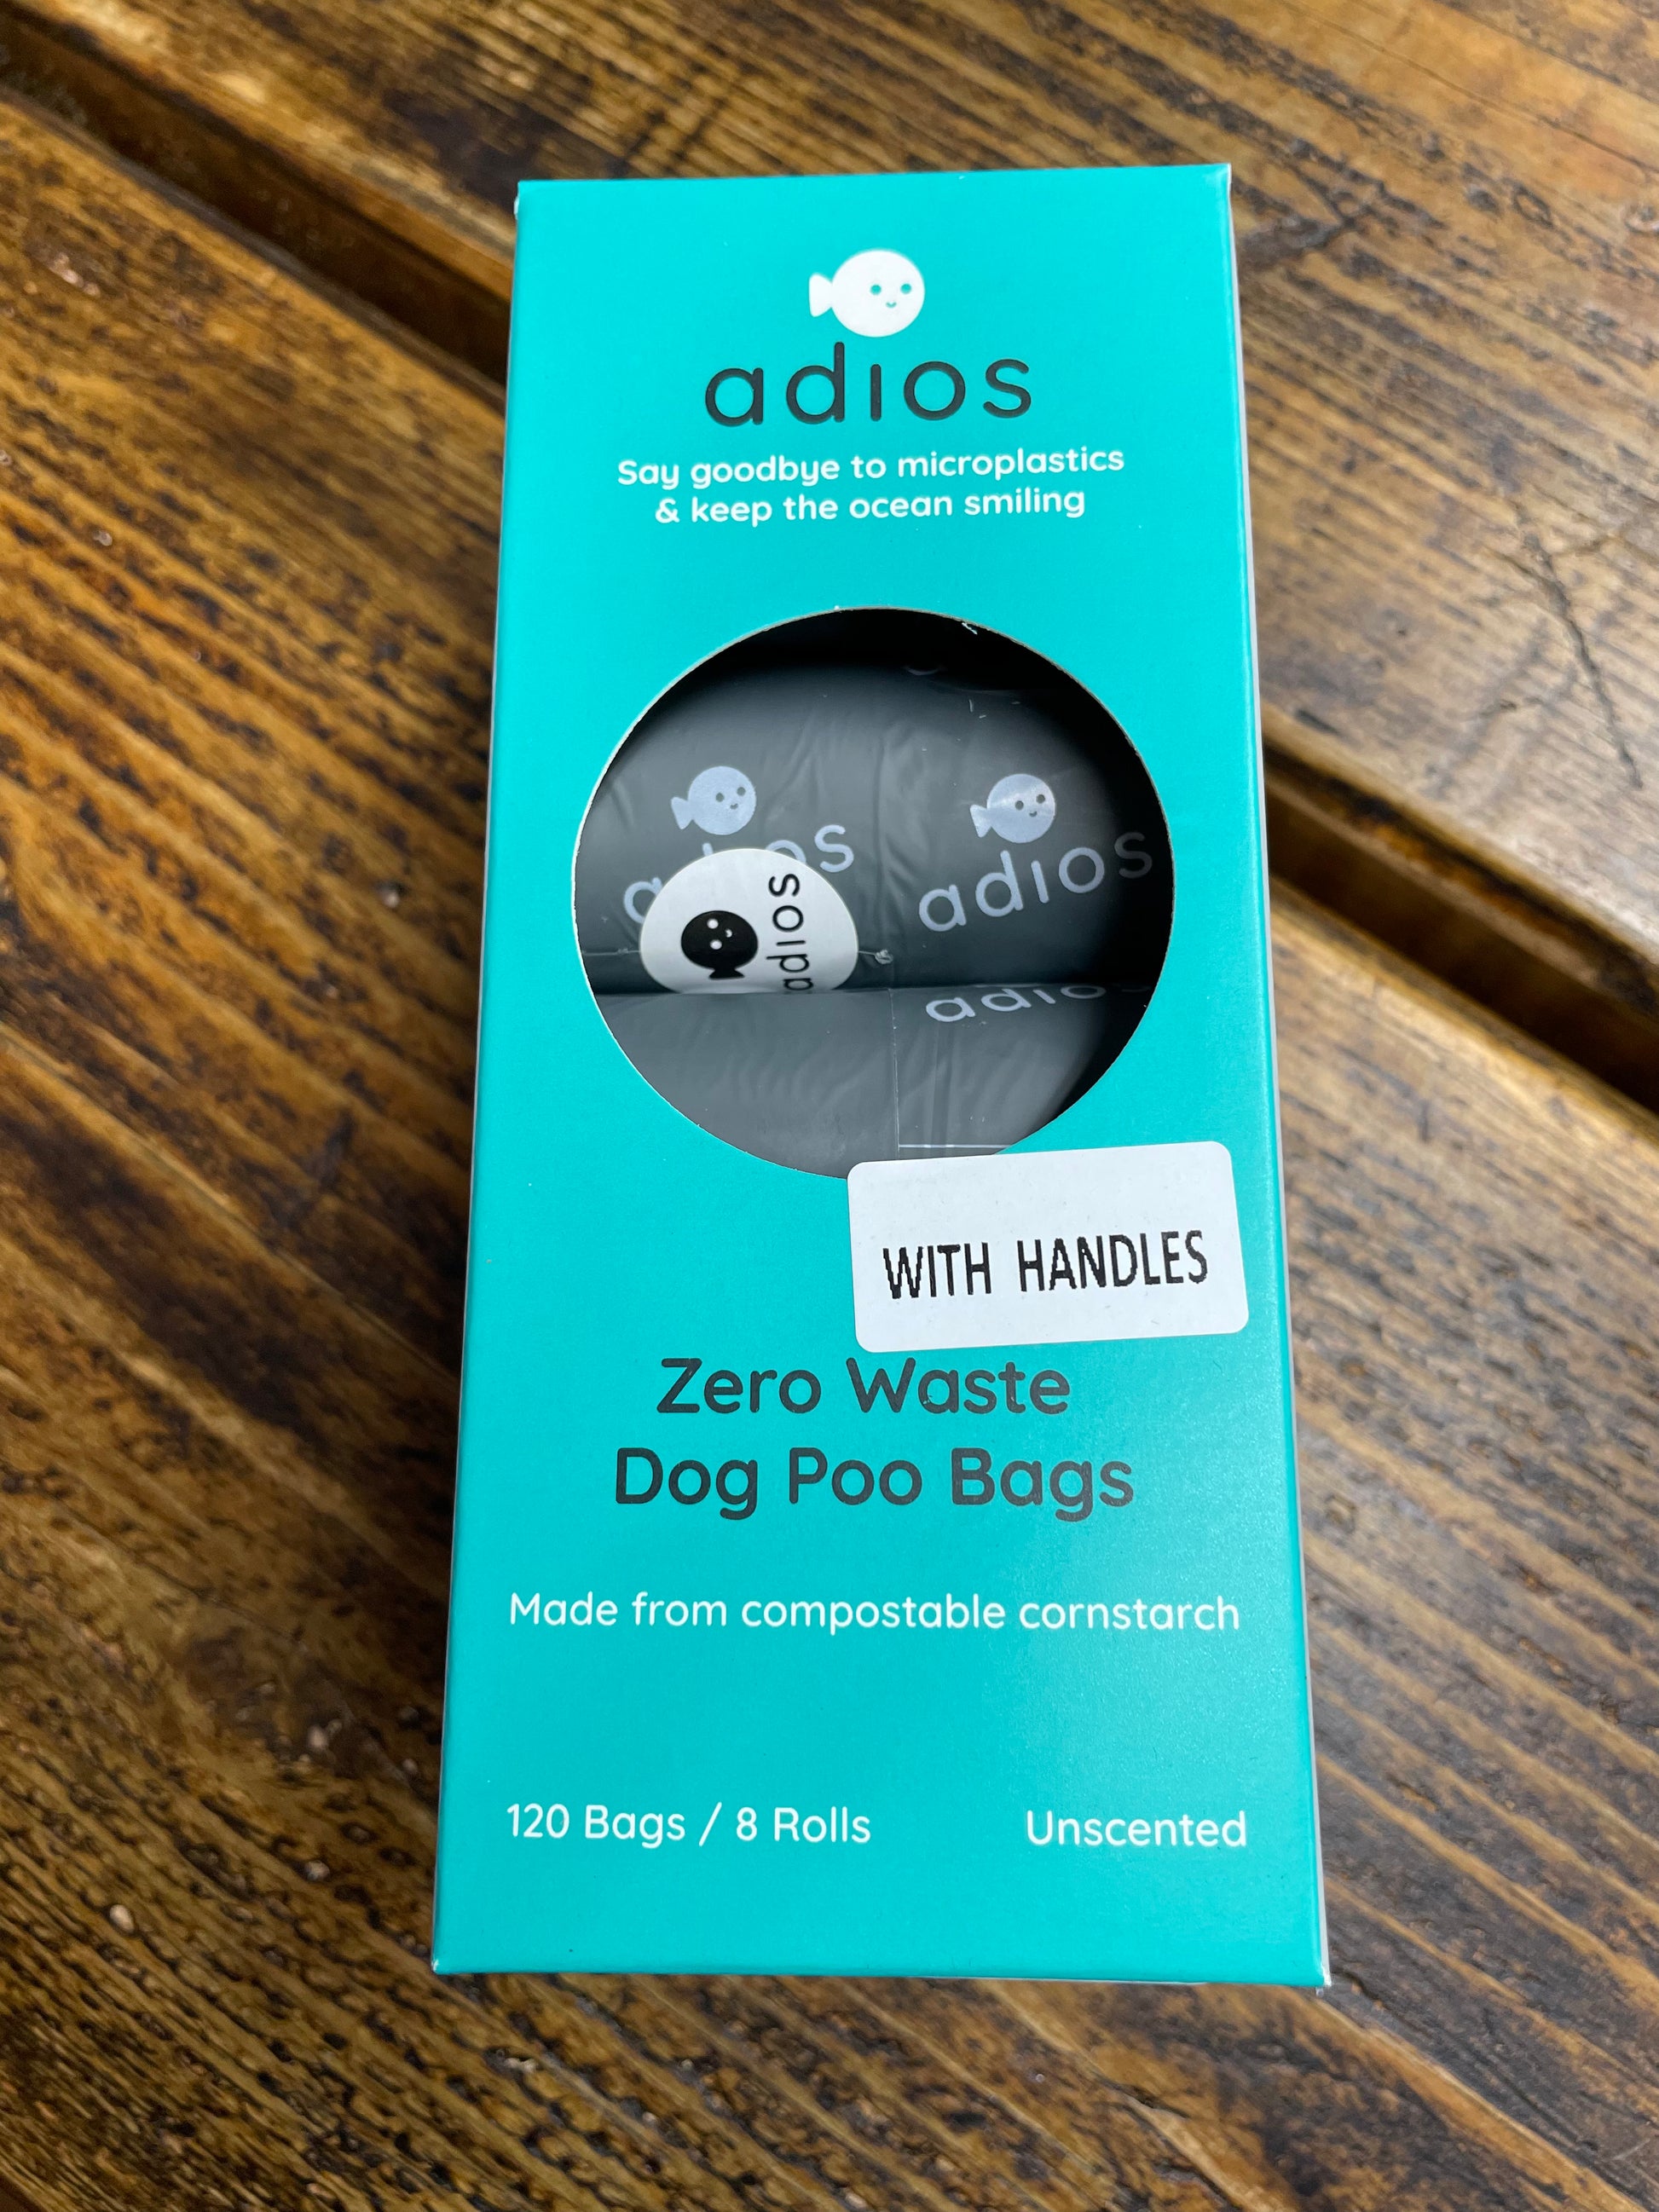 adios
Say goodbye to microplastics
& keep the ocean smiling
adios
adios
adios
adios
WITH HANDLES
Zero Waste
Dog Poo Bags
Made from compostable cornstarch
120 Bags / 8 Rolls
Unscented